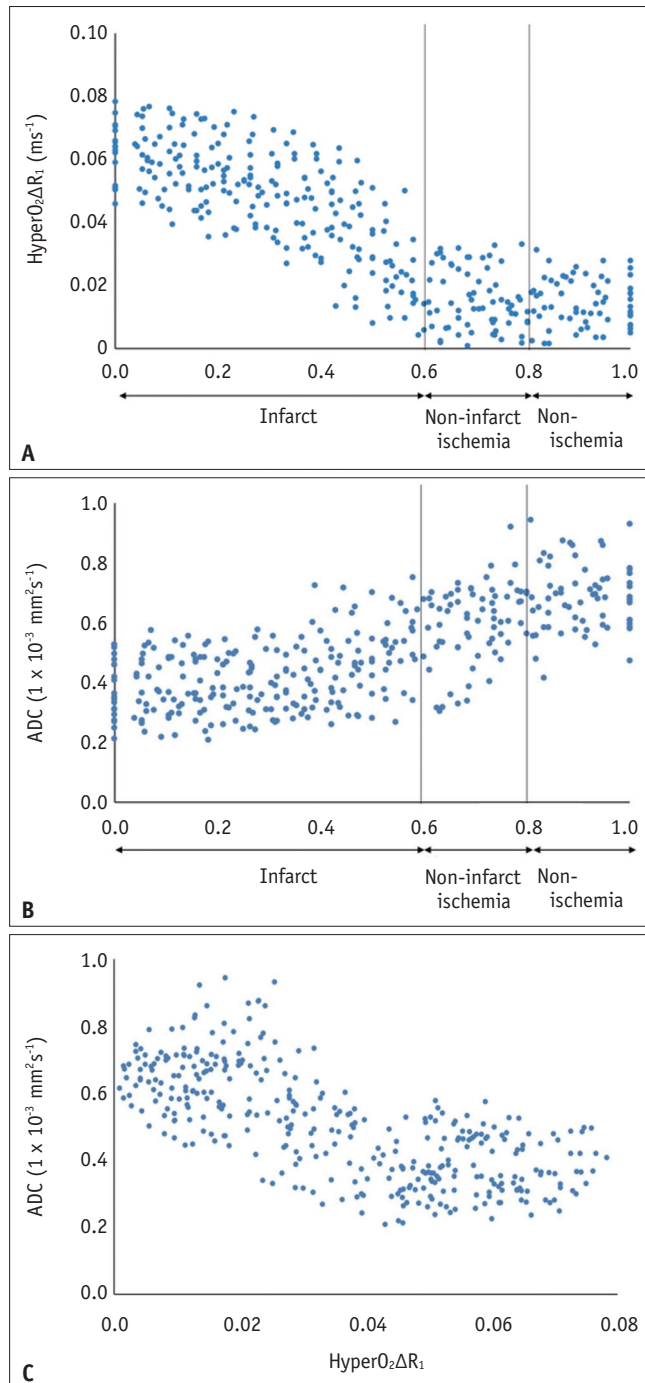 0.10
0.08
0.06
0.04
0.02
0
HyperO₂ΔR₁ (ms⁻¹)
0.0 0.2 0.4 0.6 0.8 1.0
Infarct Non-infarct ischemia Non-ischemia
A
1.0
0.8
0.6
0.4
0.2
0.0
ADC (1 x 10⁻³ mm²s⁻¹)
0.0 0.2 0.4 0.6 0.8 1.0
Infarct Non-infarct ischemia Non-ischemia
B
1.0
0.8
0.6
0.4
0.2
0.0
ADC (1 x 10⁻³ mm²s⁻¹)
0.0 0.02 0.04 0.06 0.08
HyperO₂ΔR₁
C